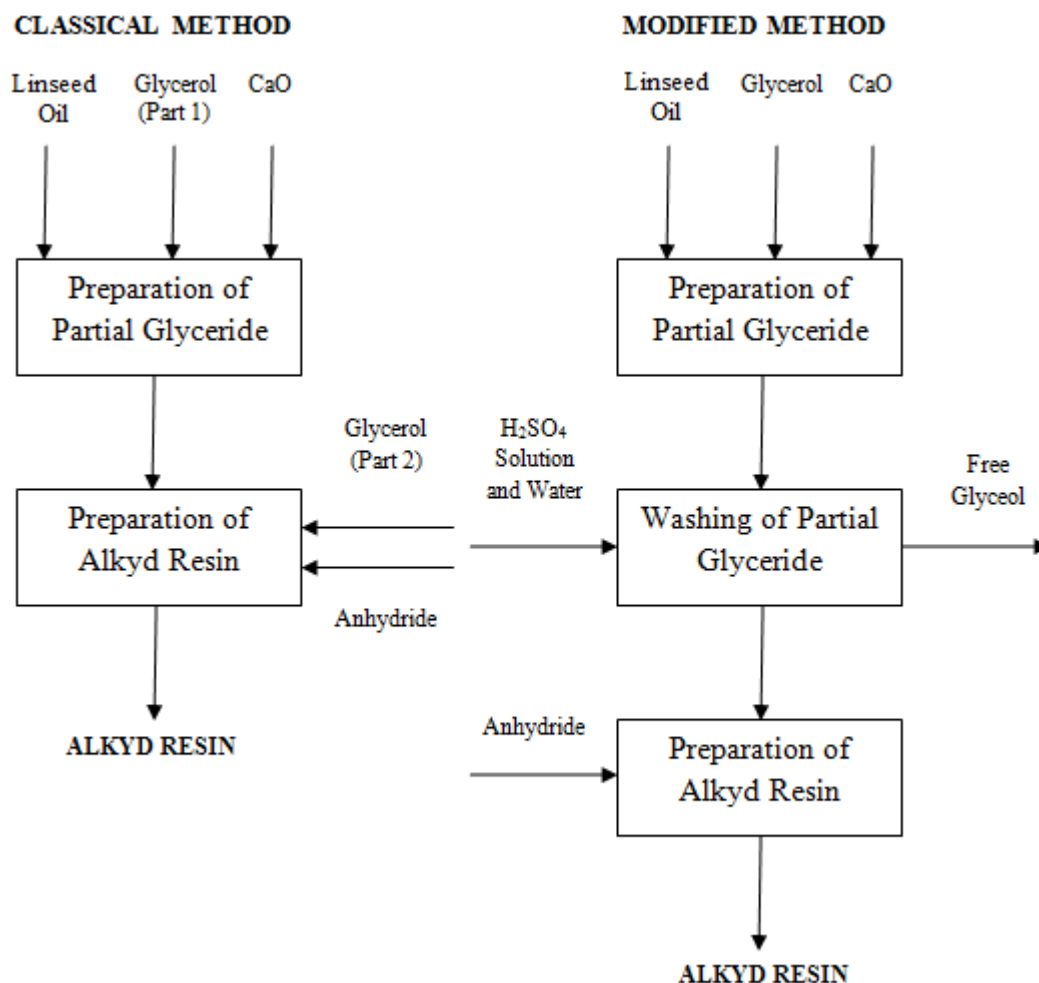 CLASSICAL METHOD
Linseed
Oil
Glycerol
(Part 1)
CaO
Preparation of
Partial Glyceride
Glycerol
(Part 2)
Preparation of
Alkyd Resin
Anhydride
ALKYD RESIN
MODIFIED METHOD
Linseed
Oil
Glycerol
CaO
Preparation of
Partial Glyceride
H₂SO₄
Solution
and Water
Washing of Partial
Glyceride
Free
Glyceol
Anhydride
Preparation of
Alkyd Resin
ALKYD RESIN